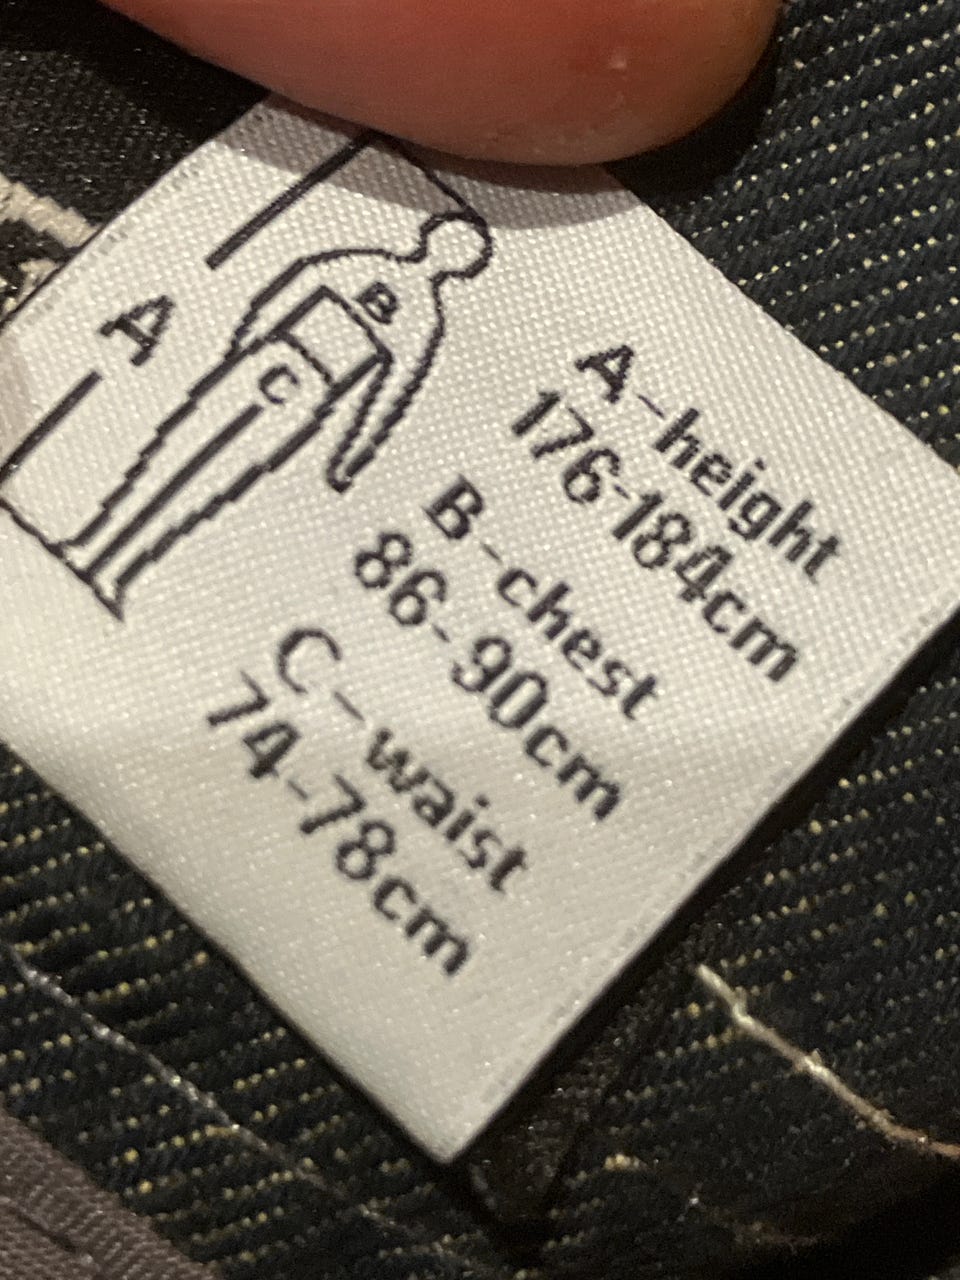 A
B
C
A-height
176-184cm
B-chest
86-90cm
C-waist
74-78cm